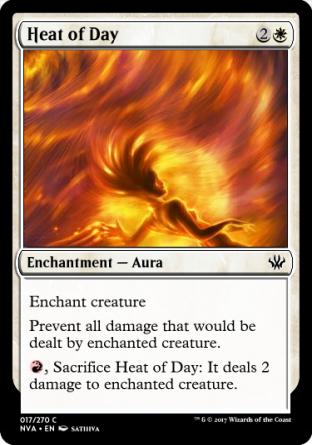 Heat of Day 2
Enchantment — Aura
Enchant creature
Prevent all damage that would be
dealt by enchanted creature.
, Sacrifice Heat of Day: It deals 2
damage to enchanted creature.
017/270 C
NVA • EN SATHIVA
™ & © 2017 Wizards of the Coast